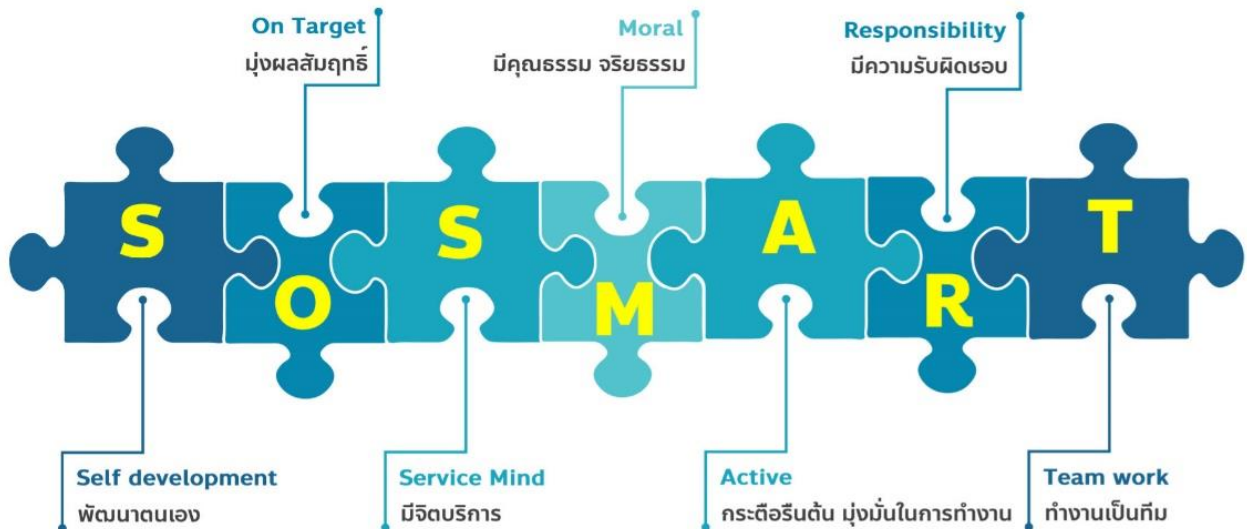 On Target
มุ่งผลสัมฤทธิ์
Moral
มีคุณธรรม จริยธรรม
Responsibility
มีความรับผิดชอบ
S
O
S
M
A
R
T
Self development
พัฒนาตนเอง
Service Mind
มีจิตบริการ
Active
กระตือรืนต้น มุ่งมั่นในการทำงาน
Team work
ทำงานเป็นทีม